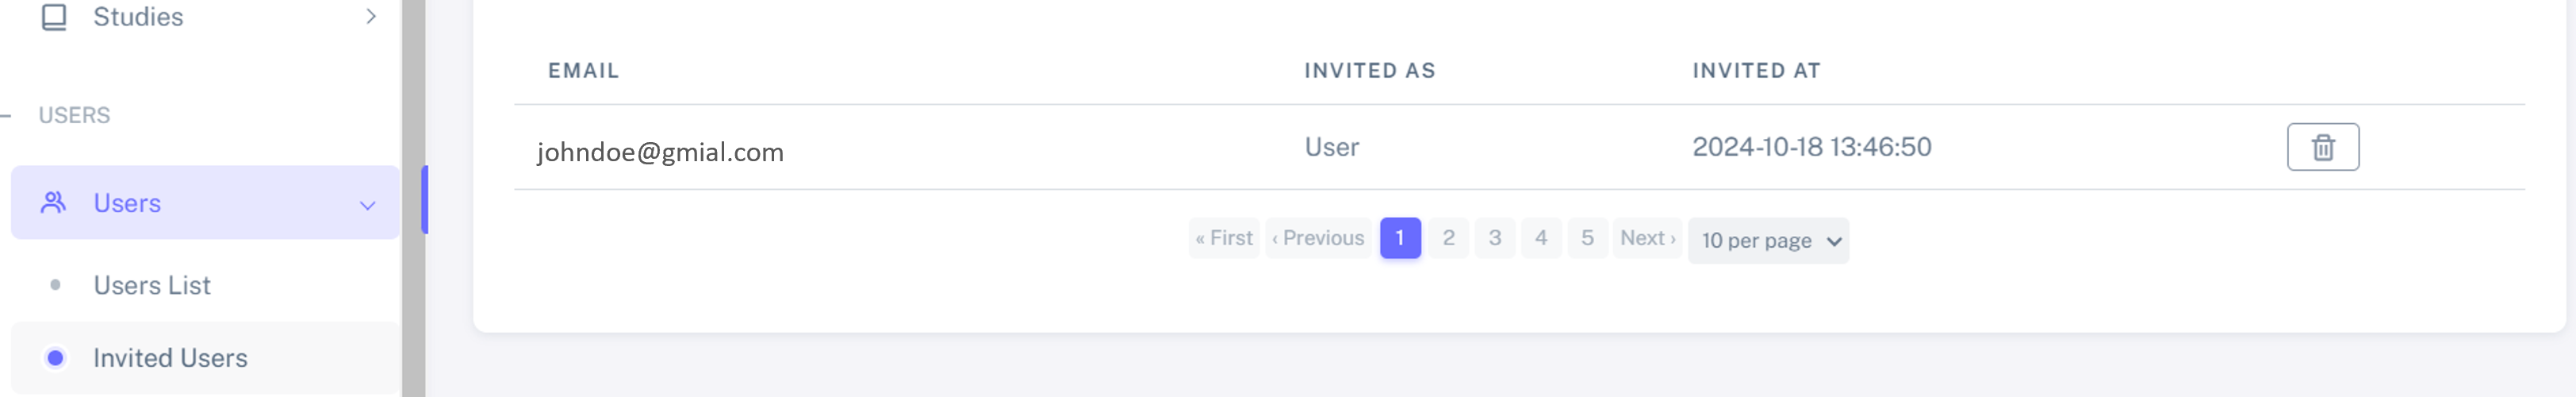 Studies
USERS
Users
Users List
Invited Users
EMAIL INVITED AS INVITED AT
johndoe@gmial.com User 2024-10-18 13:46:50
« First ‹ Previous 1 2 3 4 5 Next › 10 per page